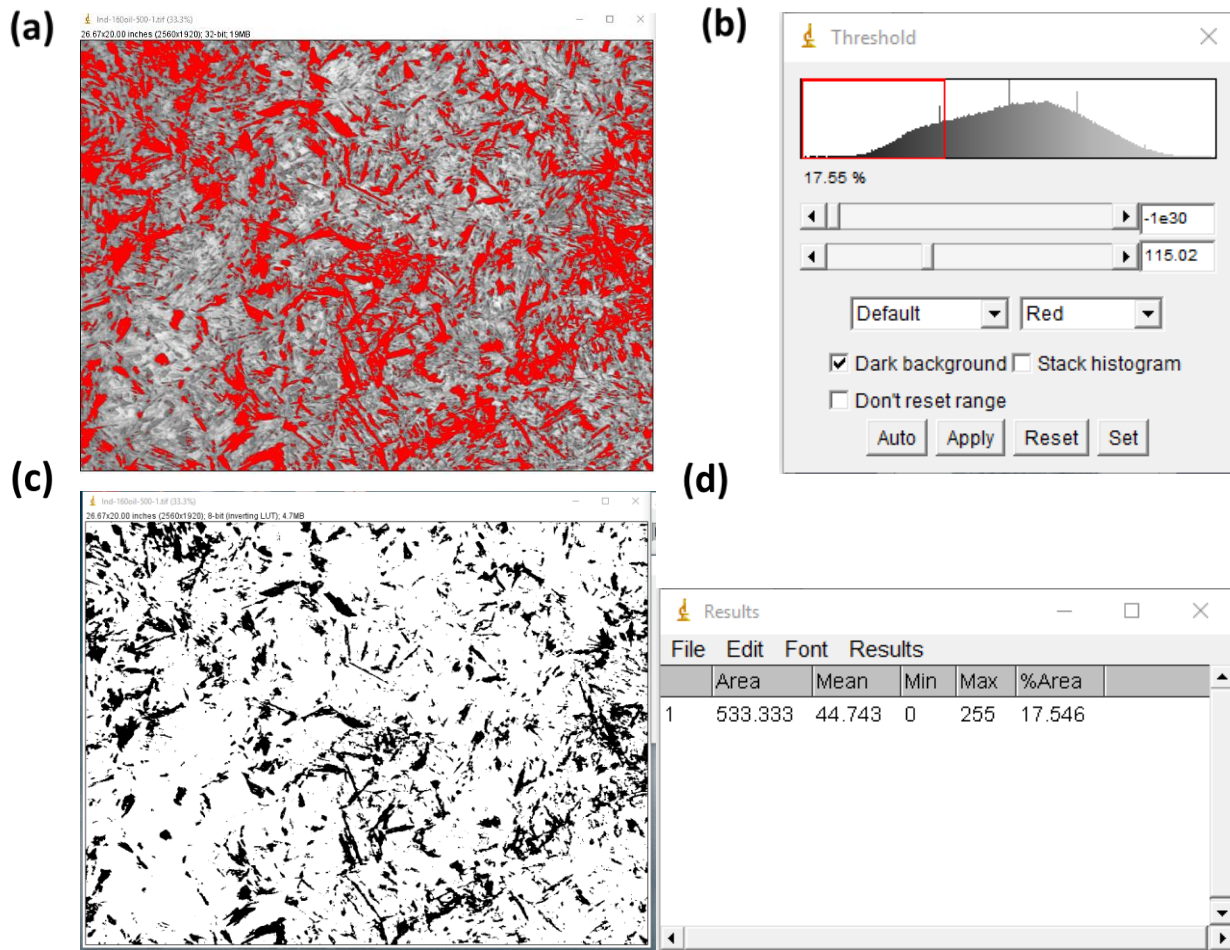 (a)
Ind-160oil-500-1.tif (33.3%)
26.67x20.00 inches (2560x1920); 32-bit; 19MB
(b)
Threshold
17.55 %
-1e30
115.02
Default Red
Dark background Stack histogram
Don't reset range
Auto Apply Reset Set
(c)
Ind-160oil-500-1.tif (33.3%)
26.67x20.00 inches (2560x1920); 8-bit (inverting LUT); 4.7MB
(d)
Results
File Edit Font Results
Area Mean Min Max %Area
1 533.333 44.743 0 255 17.546